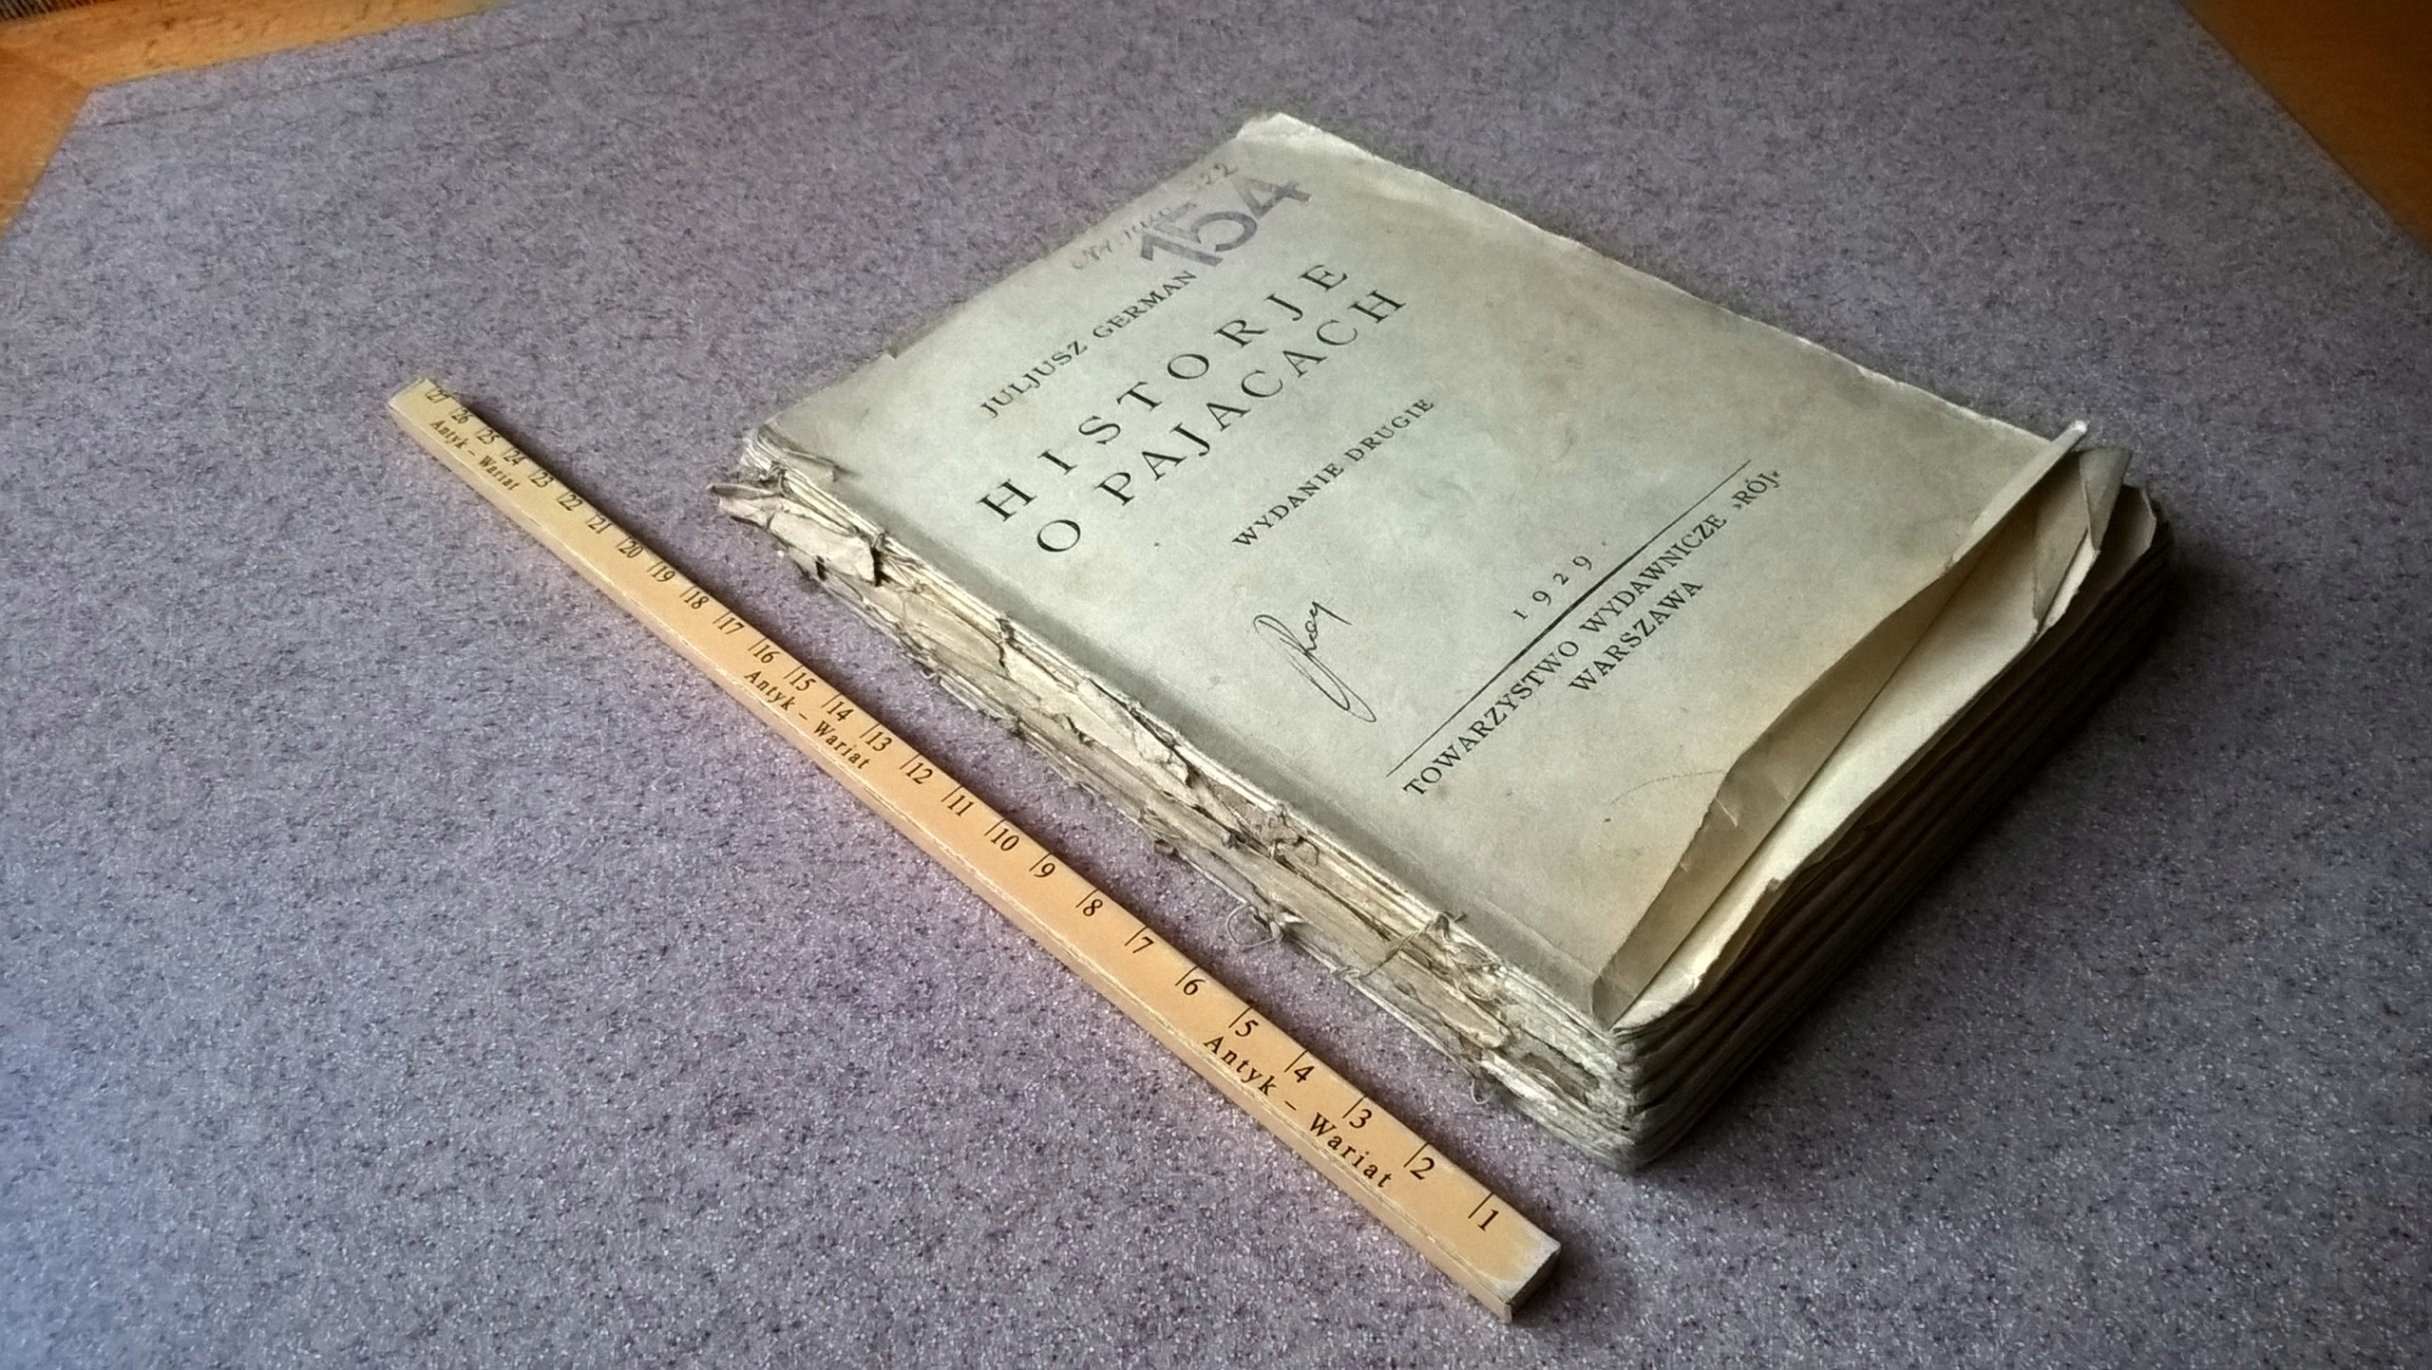 154
JULJUSZ GERMAN
HISTORJE
O PAJACACH
WYDANIE DRUGIE
1929
TOWARZYSTWO WYDAWNICZE »RÓJ«
WARSZAWA
27 26 25 24 23 22 21 20 19 18 17 16 15 14 13 12 11 10 9 8 7 6 5 4 3 2 1
Antyk – Wariat
Antyk – Wariat
Antyk – Wariat